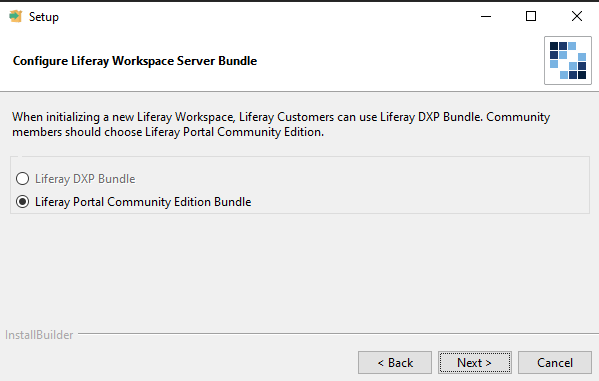 Setup
Configure Liferay Workspace Server Bundle
When initializing a new Liferay Workspace, Liferay Customers can use Liferay DXP Bundle. Community
members should choose Liferay Portal Community Edition.
Liferay DXP Bundle
Liferay Portal Community Edition Bundle
InstallBuilder
< Back
Next >
Cancel